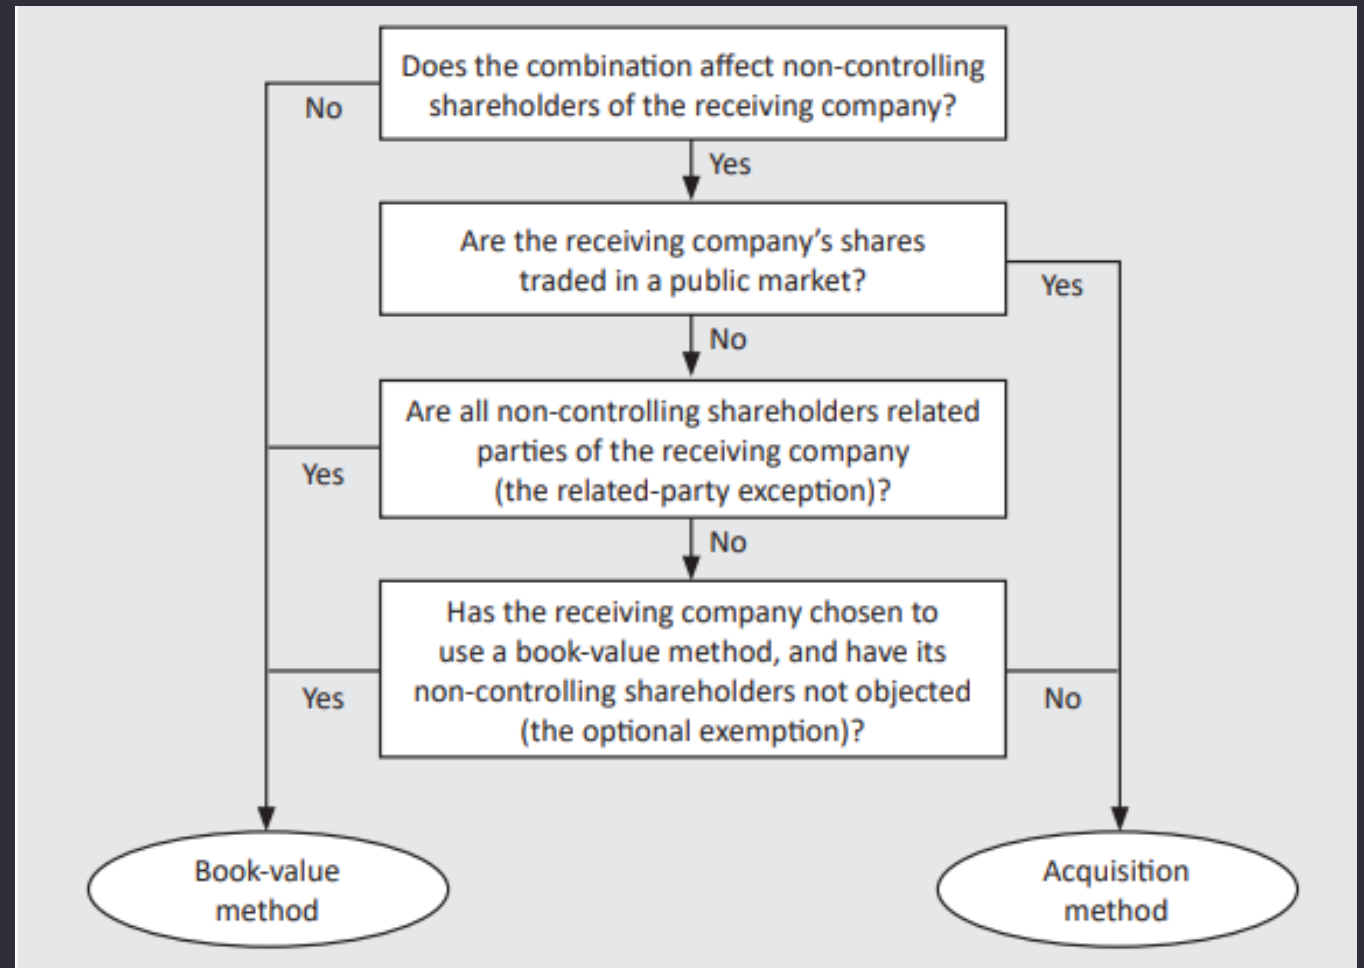 Does the combination affect non-controlling
shareholders of the receiving company?
No
Yes
Are the receiving company’s shares
traded in a public market?
Yes
No
Are all non-controlling shareholders related
parties of the receiving company
(the related-party exception)?
Yes
No
Has the receiving company chosen to
use a book-value method, and have its
non-controlling shareholders not objected
(the optional exemption)?
Yes
No
Book-value
method
Acquisition
method